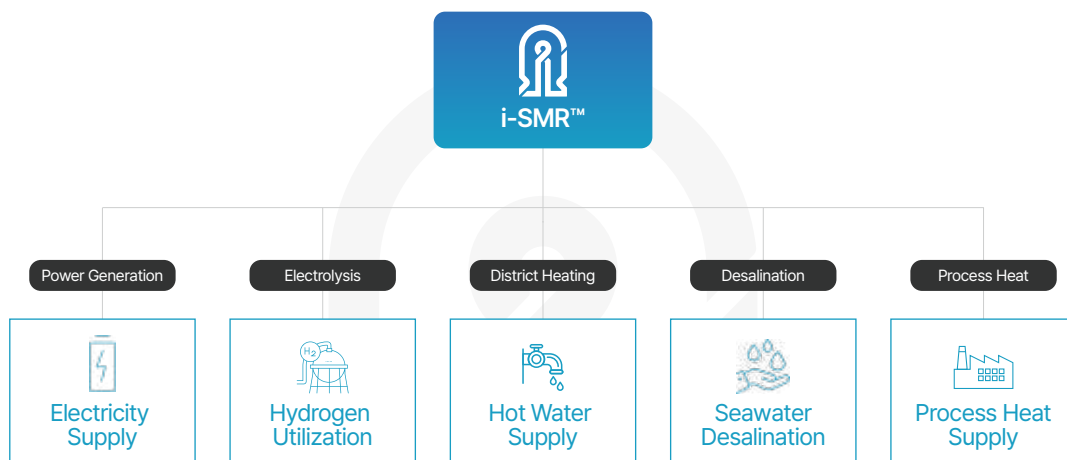 i-SMR™
Power Generation
Electrolysis
District Heating
Desalination
Process Heat
H2
Electricity
Supply
Hydrogen
Utilization
Hot Water
Supply
Seawater
Desalination
Process Heat
Supply